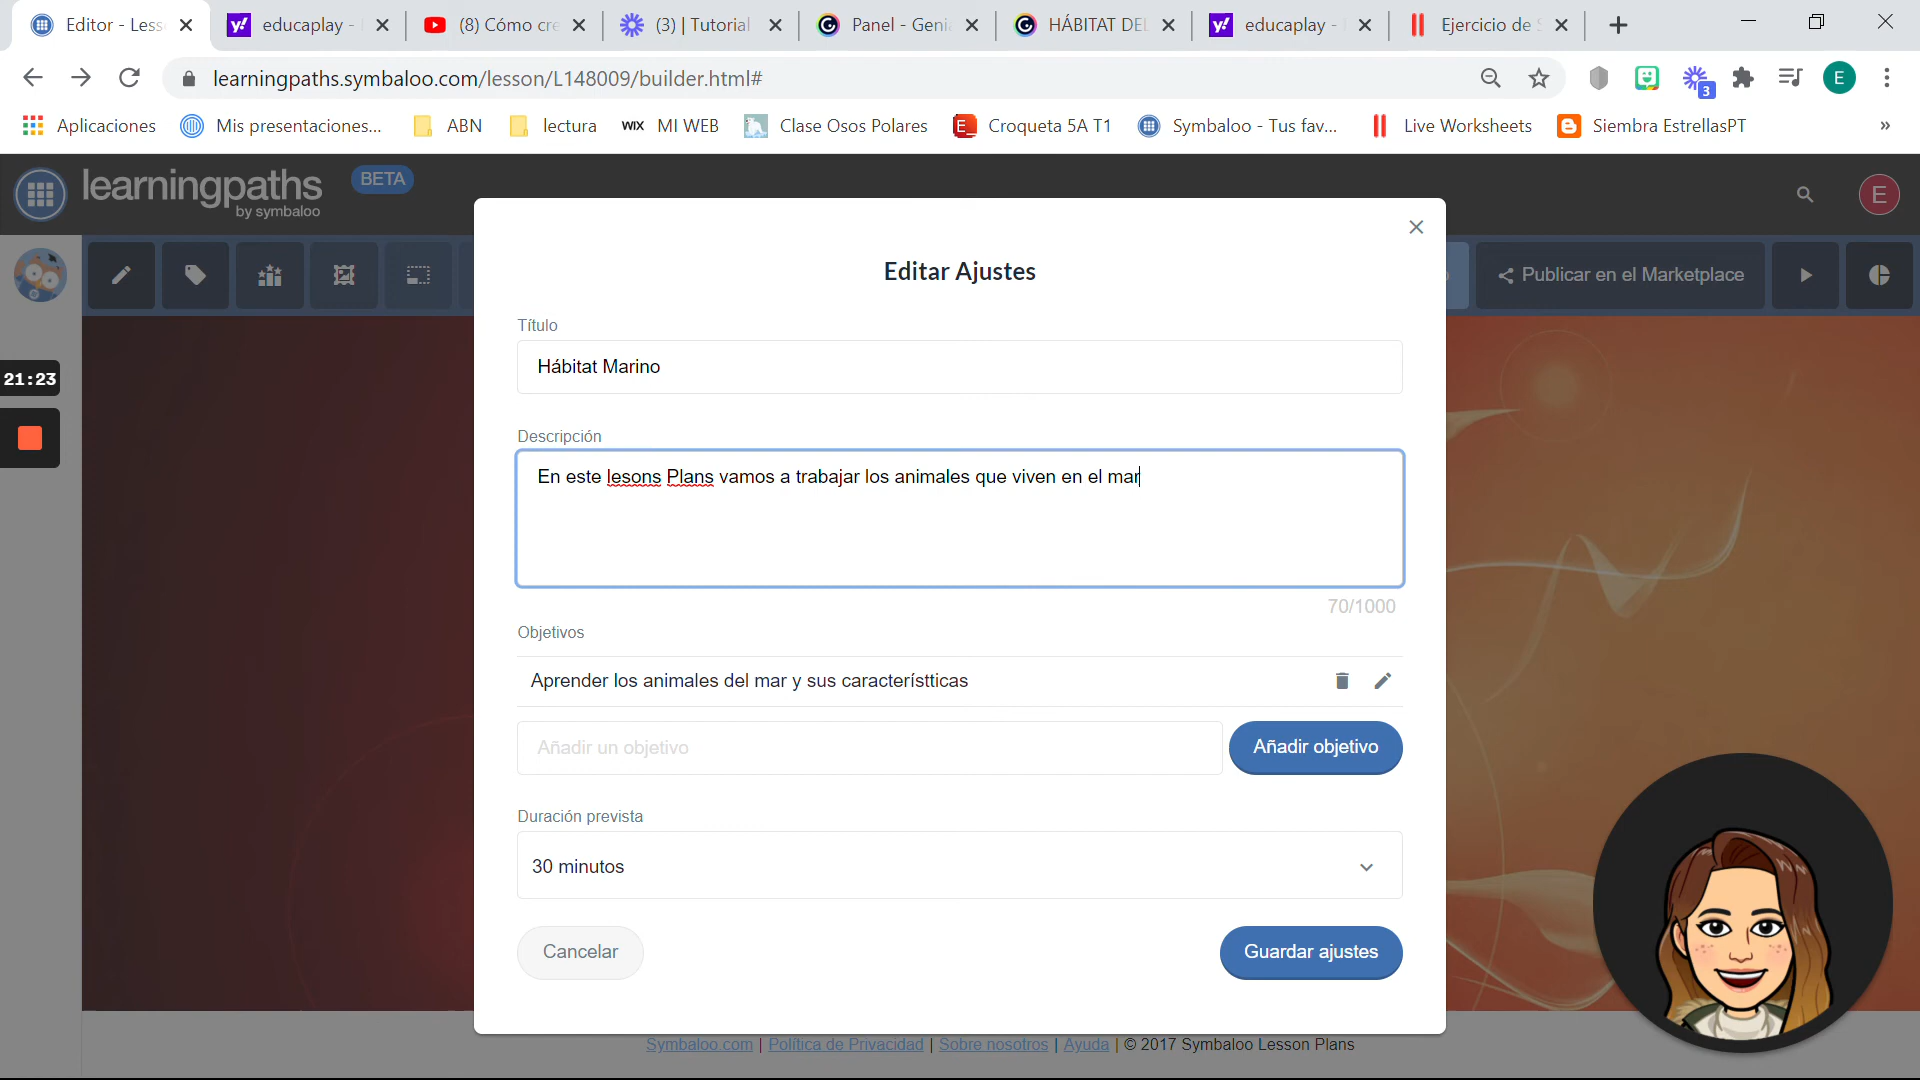 Editor - Less
educaplay -
(8) Cómo cre
(3) | Tutorial
Panel - Geni
HÁBITAT DEL
educaplay -
Ejercicio de
learningpaths.symbaloo.com/lesson/L148009/builder.html#
3
E
Aplicaciones
Mis presentaciones...
ABN
lectura
WIX MI WEB
Clase Osos Polares
E Croqueta 5A T1
Symbaloo - Tus fav...
Live Worksheets
Siembra EstrellasPT
»
learningpaths
by symbaloo
BETA
E
Publicar en el Marketplace
21:23
Editar Ajustes
Título
Hábitat Marino
Descripción
En este lesons Plans vamos a trabajar los animales que viven en el mar
70/1000
Objetivos
Aprender los animales del mar y sus característticas
Añadir un objetivo
Añadir objetivo
Duración prevista
30 minutos
Cancelar
Guardar ajustes
Symbaloo.com | Política de Privacidad | Sobre nosotros | Ayuda | © 2017 Symbaloo Lesson Plans